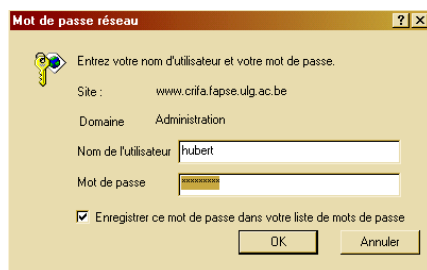 Mot de passe réseau
Entrez votre nom d'utilisateur et votre mot de passe.
Site : www.crifa.fapse.ulg.ac.be
Domaine Administration
Nom de l'utilisateur hubert
Mot de passe xxxxxxxxx
Enregistrer ce mot de passe dans votre liste de mots de passe
OK Annuler